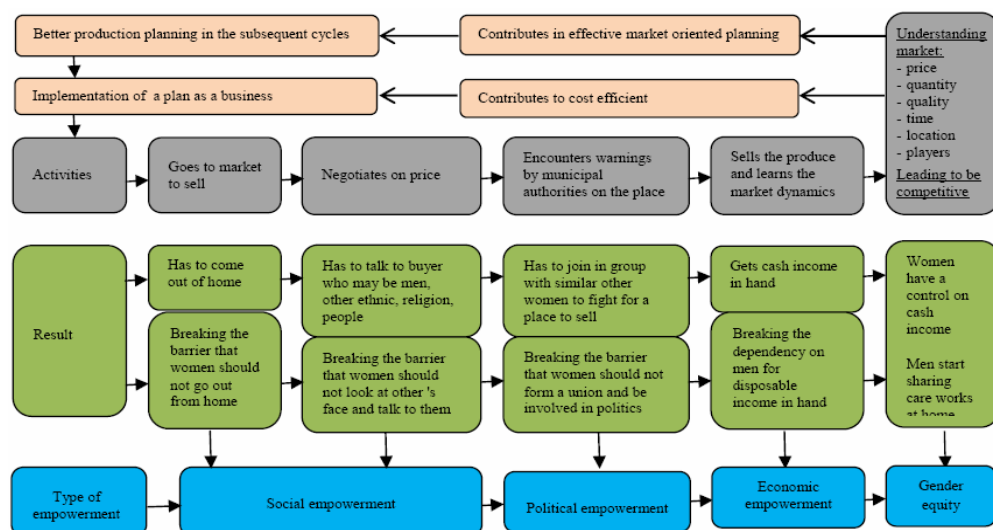 Better production planning in the subsequent cycles
Contributes in effective market oriented planning
Understanding
market:
- price
- quantity
- quality
- time
- location
- players
Leading to be
competitive
Implementation of a plan as a business
Contributes to cost efficient
Activities
Goes to market
to sell
Negotiates on price
Encounters warnings
by municipal
authorities on the place
Sells the produce
and learns the
market dynamics
Result
Has to come
out of home
Has to talk to buyer
who may be men,
other ethnic, religion,
people
Has to join in group
with similar other
women to fight for a
place to sell
Gets cash income
in hand
Women
have a
control on
cash
income
Breaking the
barrier that
women should
not go out
from home
Breaking the barrier
that women should
not look at other 's
face and talk to them
Breaking the barrier
that women should not
form a union and be
involved in politics
Breaking the
dependency on
men for
disposable
income in hand
Men start
sharing
care works
at home
Type of
empowerment
Social empowerment
Political empowerment
Economic
empowerment
Gender
equity